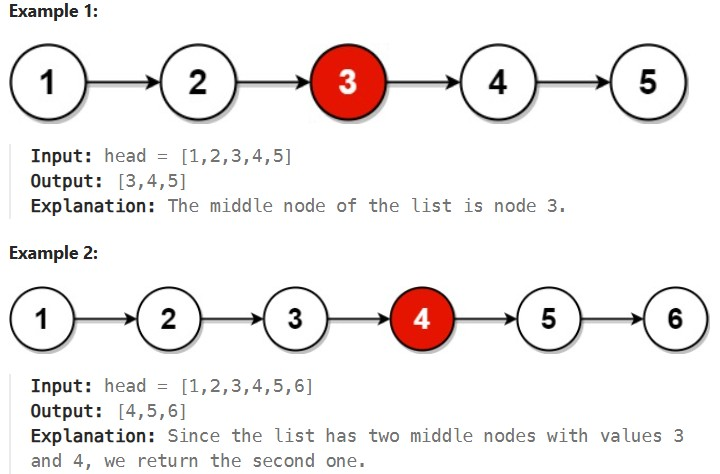 Example 1:
1 2 3 4 5
Input: head = [1,2,3,4,5]
Output: [3,4,5]
Explanation: The middle node of the list is node 3.
Example 2:
1 2 3 4 5 6
Input: head = [1,2,3,4,5,6]
Output: [4,5,6]
Explanation: Since the list has two middle nodes with values 3
and 4, we return the second one.